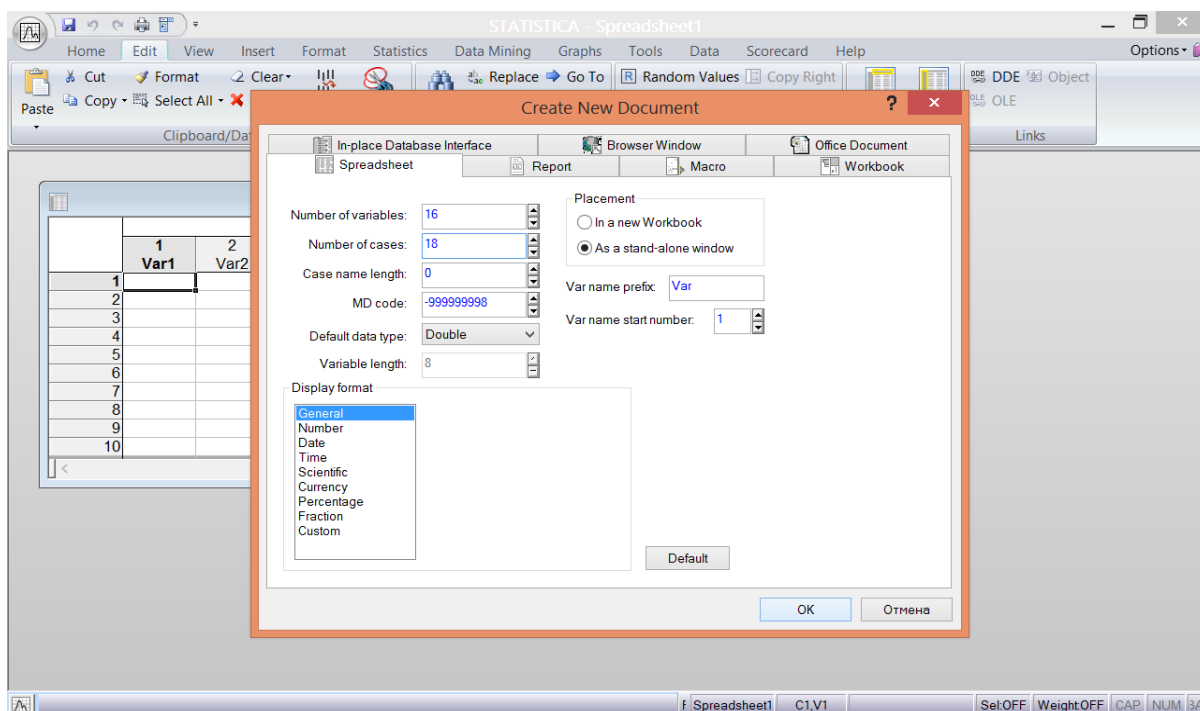 STATISTICA - Spreadsheet1
Home Edit View Insert Format Statistics Data Mining Graphs Tools Data Scorecard Help Options
Cut Format Clear Replace Go To Random Values Copy Right DDE Object
Paste Copy Select All OLE
Clipboard/Da Links
Create New Document
In-place Database Interface Browser Window Office Document
Spreadsheet Report Macro Workbook
Number of variables: 16
Number of cases: 18
Case name length: 0
MD code: -999999998
Default data type: Double
Variable length: 8
Placement
In a new Workbook
As a stand-alone window
Var name prefix: Var
Var name start number: 1
Display format
General
Number
Date
Time
Scientific
Currency
Percentage
Fraction
Custom
Default
OK Отмена
1 2
Var1 Var2
1
2
3
4
5
6
7
8
9
10
Spreadsheet1 C1,V1 Sel:OFF Weight:OFF CAP NUM